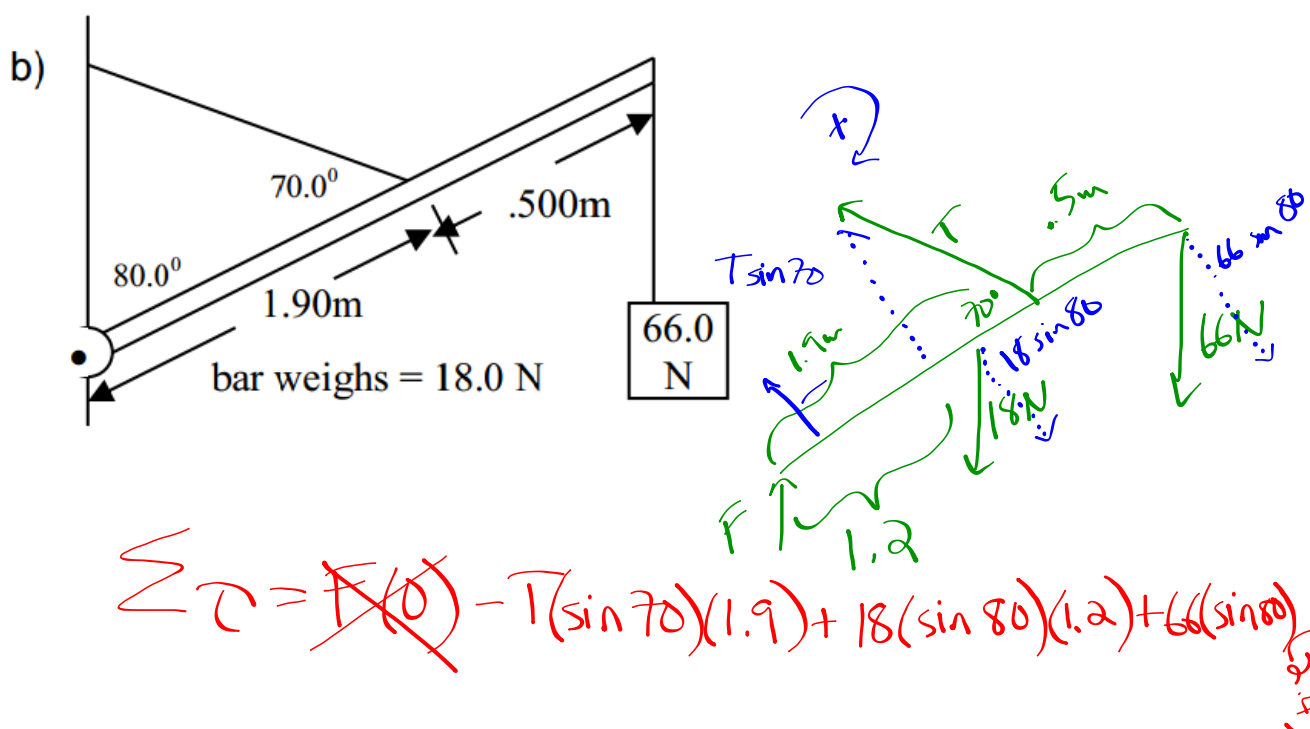 b)
70.0⁰
.500m
80.0⁰
1.90m
66.0
N
bar weighs = 18.0 N
+
T
.5m
66 sin 80
T sin 70
70°
18 sin 80
1.9m
66N
18N
F
1.2
Στ = F(0) - T(sin 70)(1.9) + 18(sin 80)(1.2) + 66(sin 80)